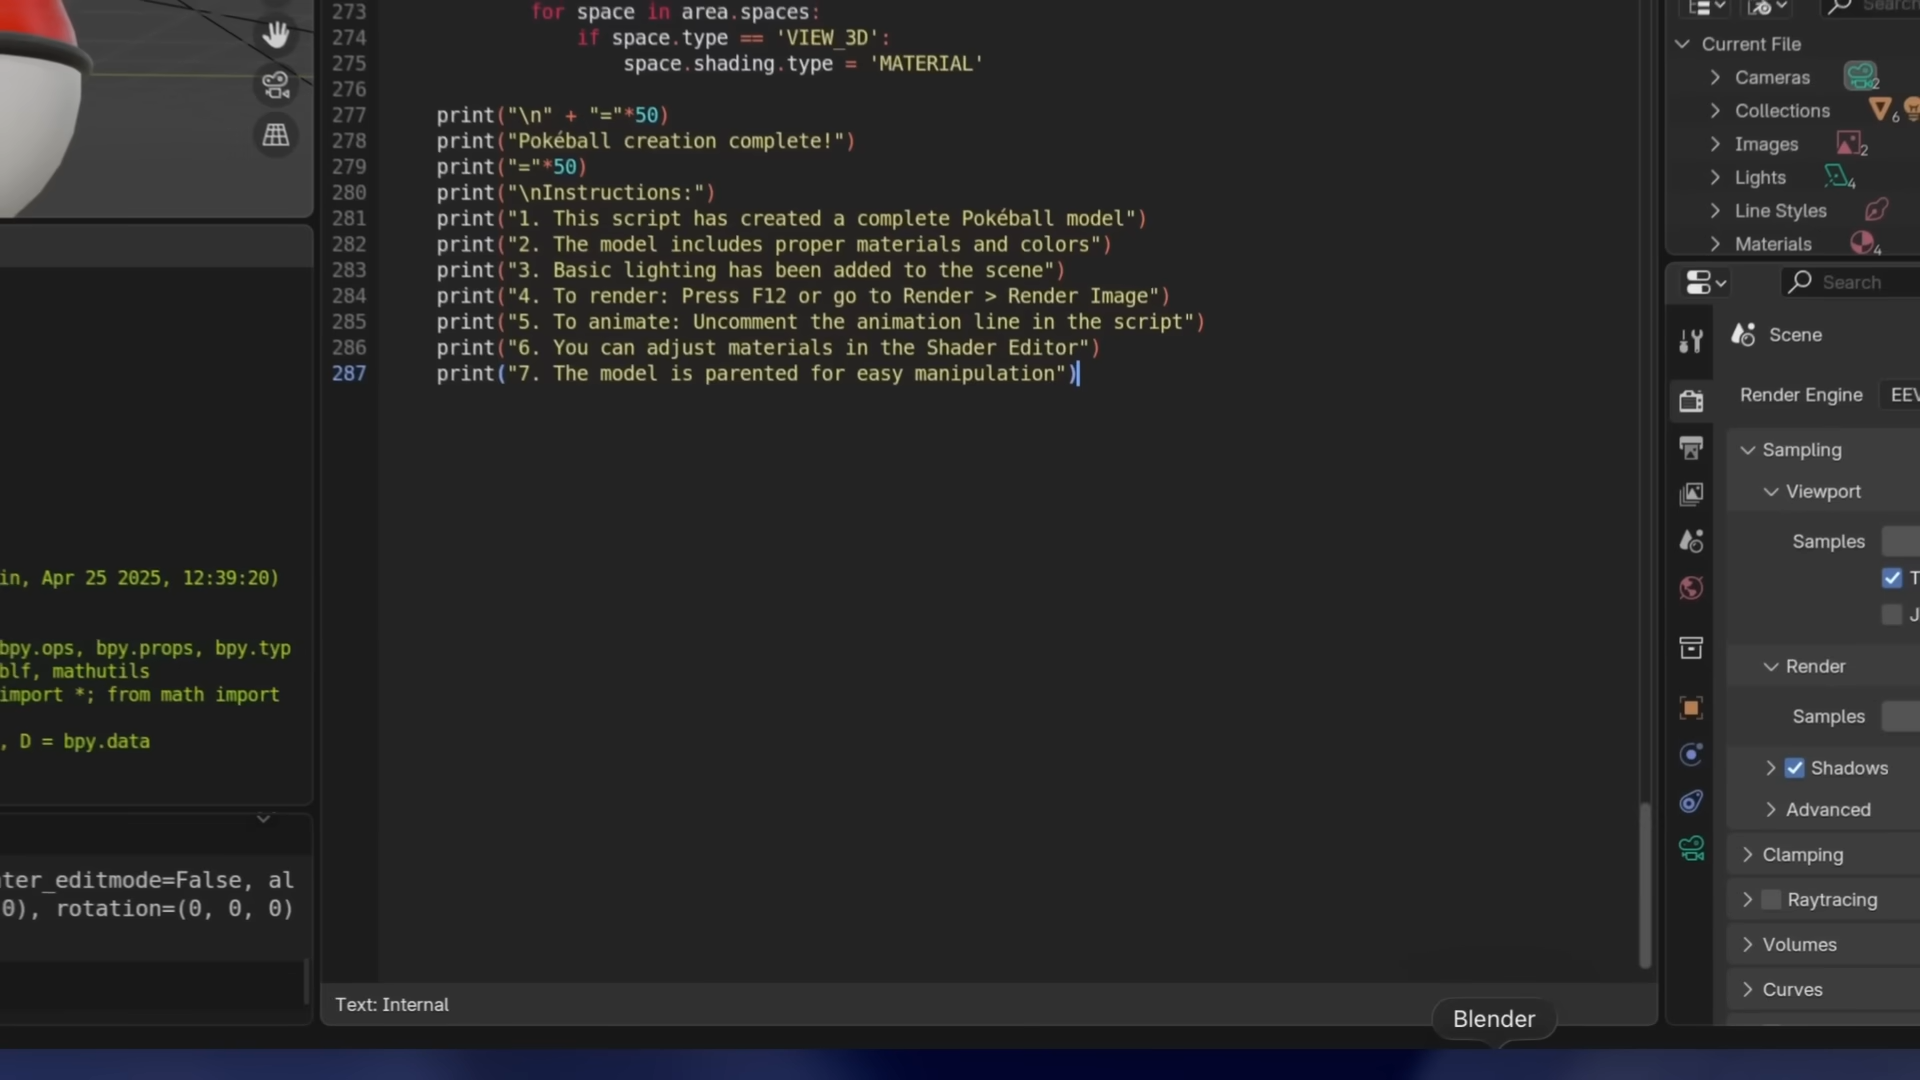 273 for space in area.spaces:
274 if space.type == 'VIEW_3D':
275 space.shading.type = 'MATERIAL'
276
277 print("\n" + "="*50)
278 print("Pokéball creation complete!")
279 print("="*50)
280 print("\nInstructions:")
281 print("1. This script has created a complete Pokéball model")
282 print("2. The model includes proper materials and colors")
283 print("3. Basic lighting has been added to the scene")
284 print("4. To render: Press F12 or go to Render > Render Image")
285 print("5. To animate: Uncomment the animation line in the script")
286 print("6. You can adjust materials in the Shader Editor")
287 print("7. The model is parented for easy manipulation")
in, Apr 25 2025, 12:39:20)
bpy.ops, bpy.props, bpy.typ
blf, mathutils
import *; from math import
, D = bpy.data
ter_editmode=False, al
0), rotation=(0, 0, 0)
Text: Internal
Blender
Search
Current File
Cameras 2
Collections 6
Images 2
Lights 4
Line Styles
Materials 4
Search
Scene
Render Engine EEV
Sampling
Viewport
Samples
T
J
Render
Samples
Shadows
Advanced
Clamping
Raytracing
Volumes
Curves